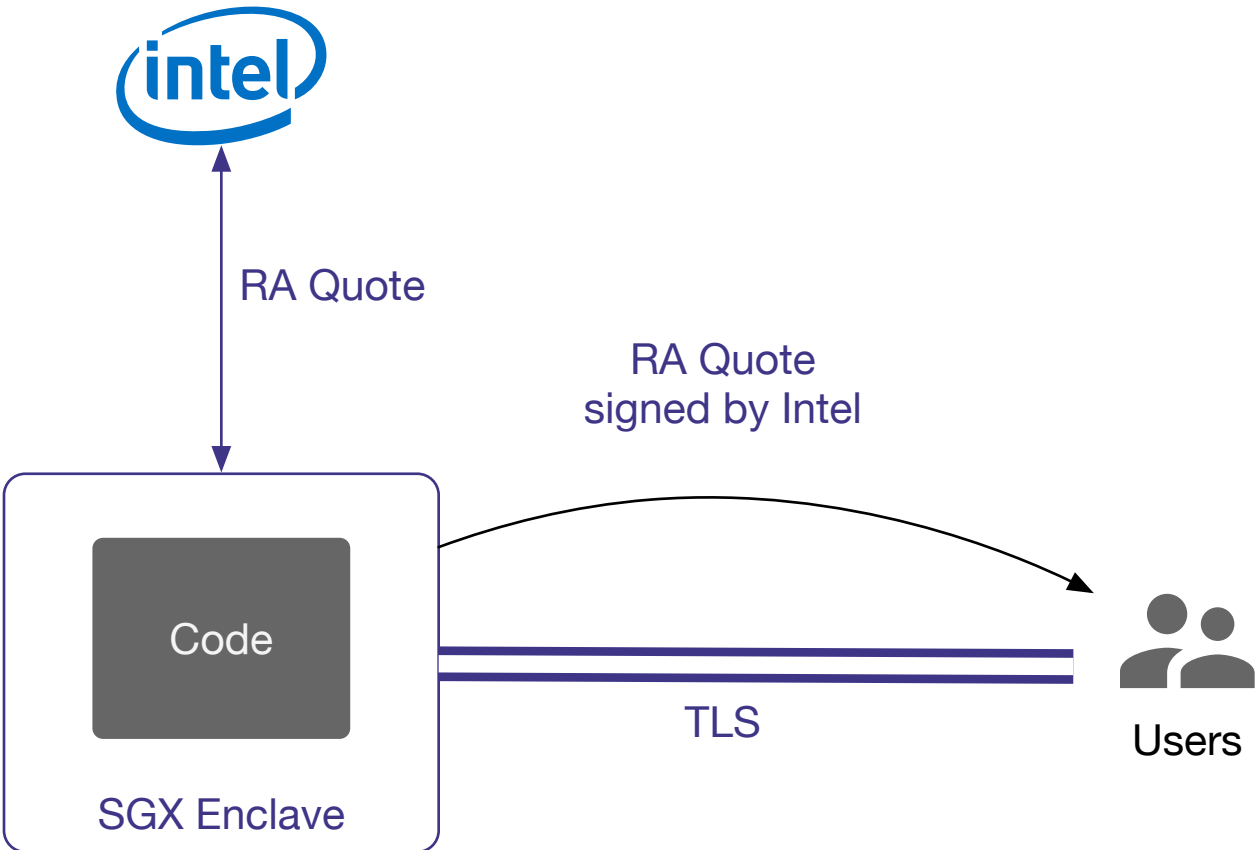 intel
RA Quote
RA Quote
signed by Intel
Code
TLS
Users
SGX Enclave